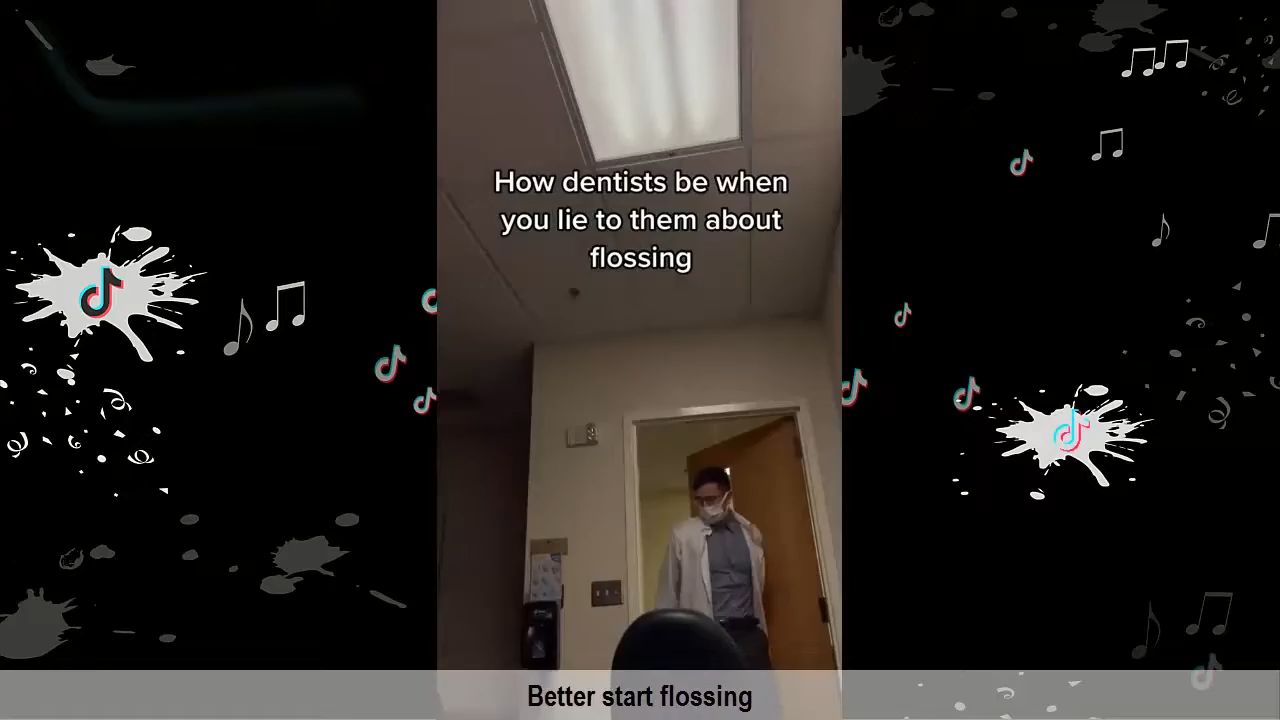 How dentists be when
you lie to them about
flossing
Better start flossing